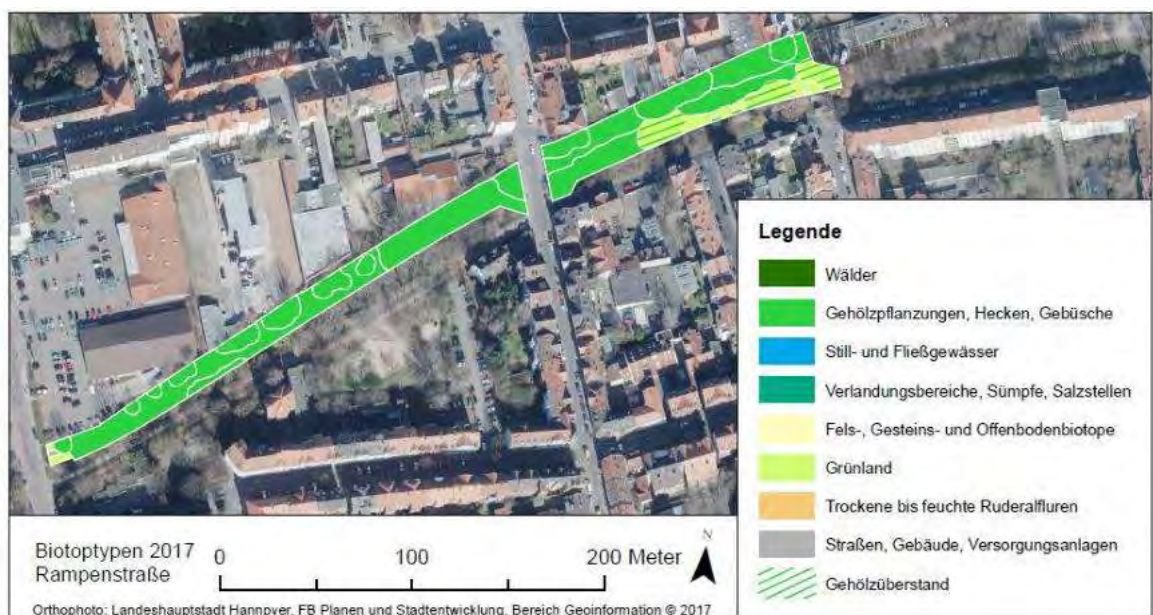 Legende
Wälder
Gehölzpflanzungen, Hecken, Gebüsche
Still- und Fließgewässer
Verlandungsbereiche, Sümpfe, Salzstellen
Fels-, Gesteins- und Offenbodenbiotope
Grünland
Trockene bis feuchte Ruderalfluren
Straßen, Gebäude, Versorgungsanlagen
Gehölzüberstand
Biotoptypen 2017
Rampenstraße
0 100 200 Meter
N
Orthophoto: Landeshauptstadt Hannover, FB Planen und Stadtentwicklung, Bereich Geoinformation © 2017